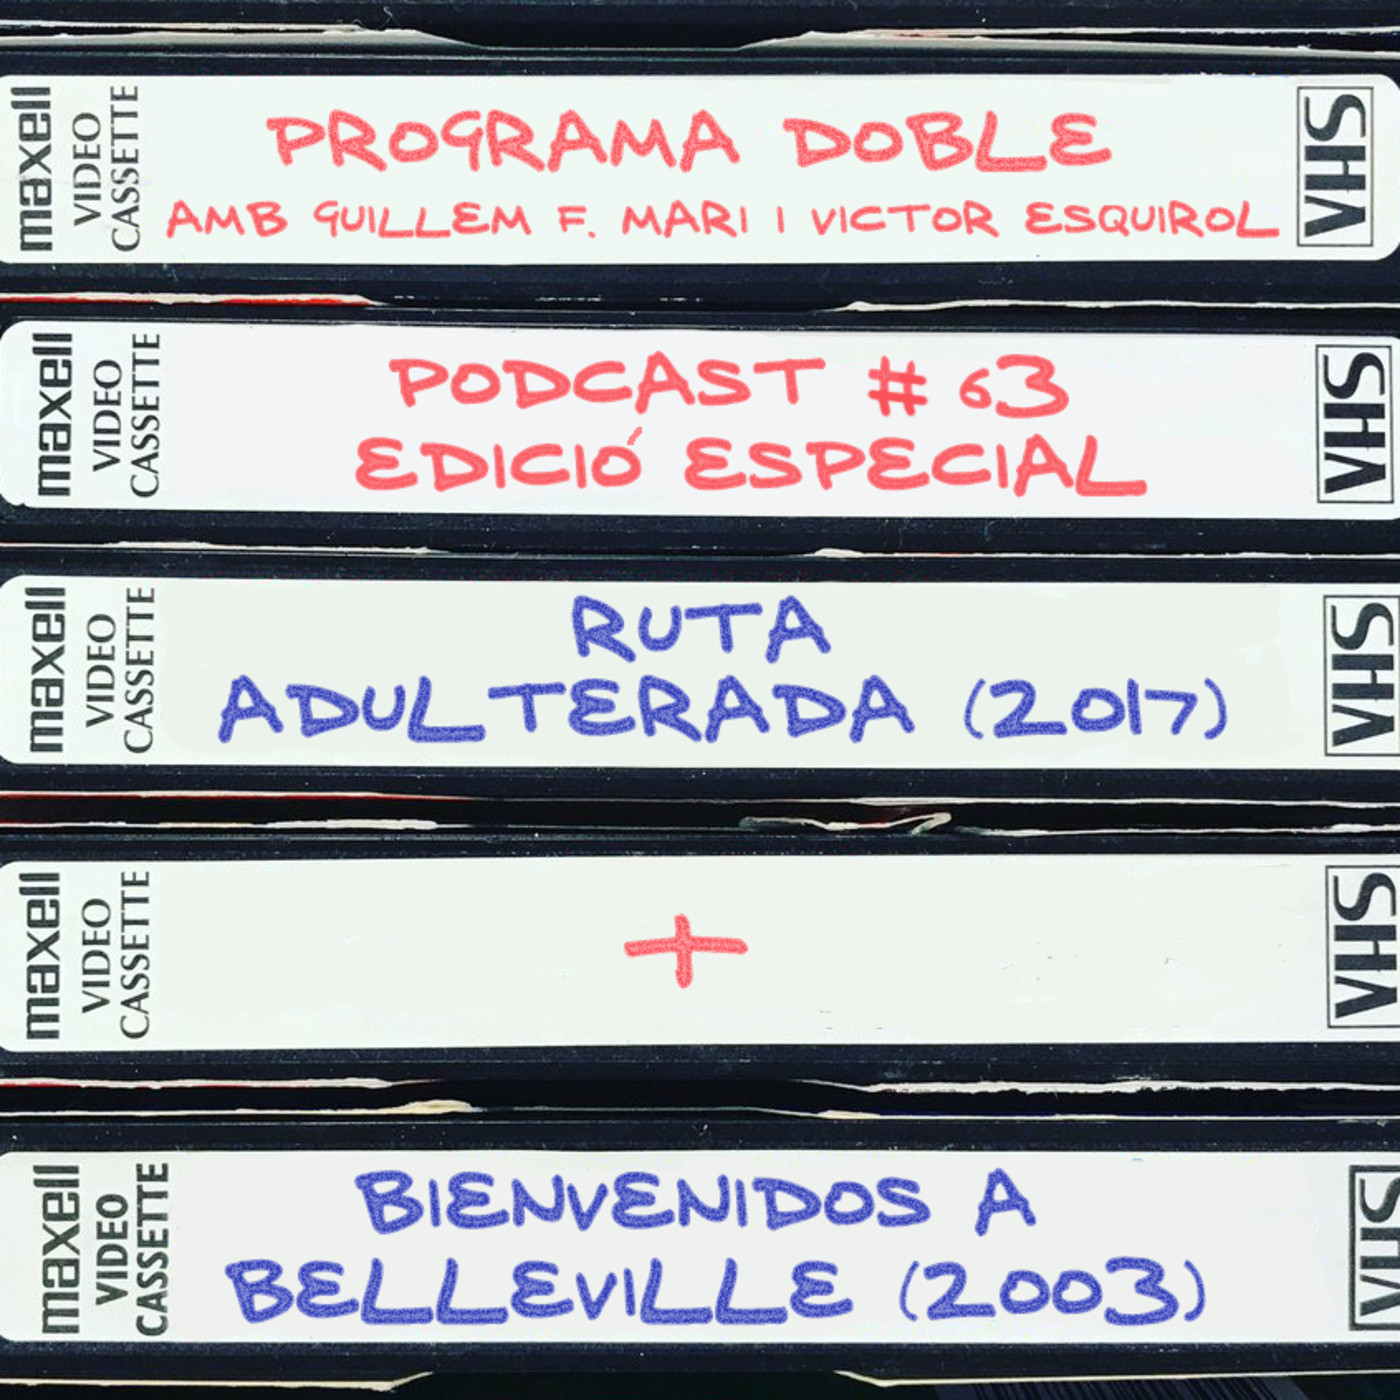 maxell
VIDEO
CASSETTE
PROGRAMA DOBLE
AMB GUILLEM F. MARI I VICTOR ESQUIROL
VHS
maxell
VIDEO
CASSETTE
PODCAST # 63
EDICIÓ ESPECIAL
VHS
maxell
VIDEO
CASSETTE
RUTA
ADULTERADA (2017)
VHS
maxell
VIDEO
CASSETTE
+
VHS
maxell
VIDEO
CASSETTE
BIENVENIDOS A
BELLEVILLE (2003)
VHS